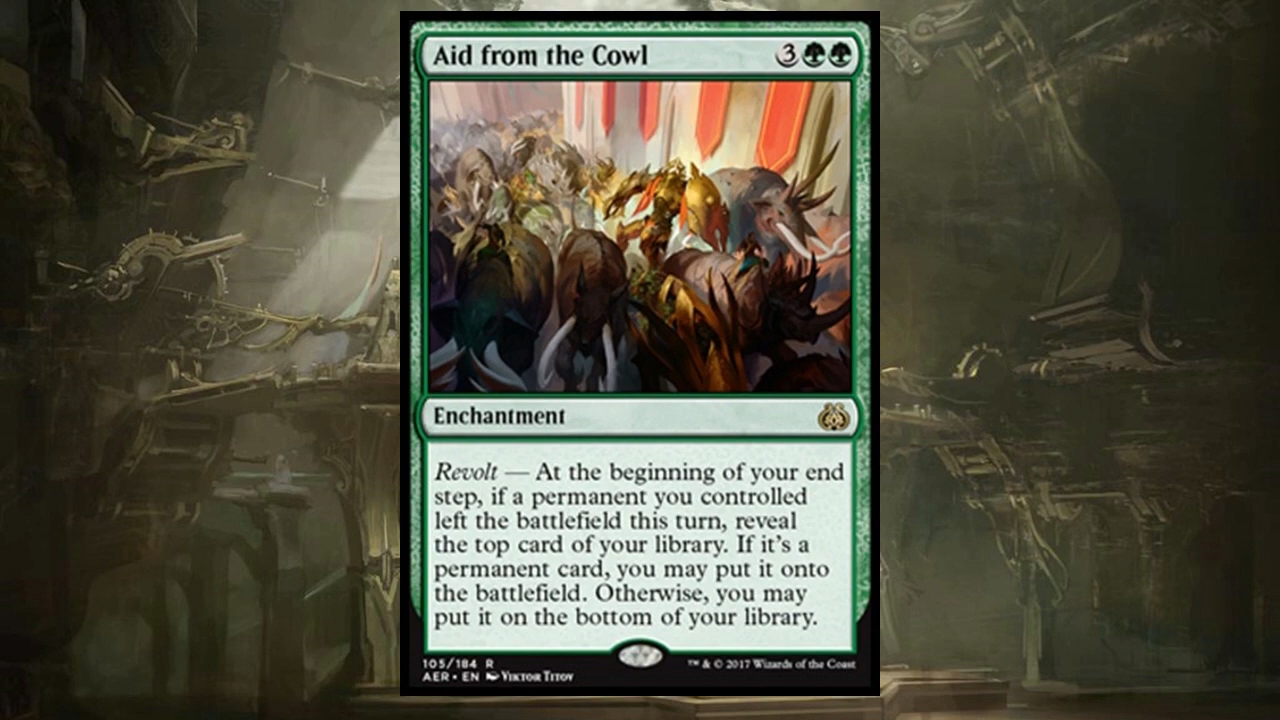 Aid from the Cowl 3
Enchantment
Revolt — At the beginning of your end
step, if a permanent you controlled
left the battlefield this turn, reveal
the top card of your library. If it's a
permanent card, you may put it onto
the battlefield. Otherwise, you may
put it on the bottom of your library.
105/184 R
™ & © 2017 Wizards of the Coast
AER • EN Viktor Titov